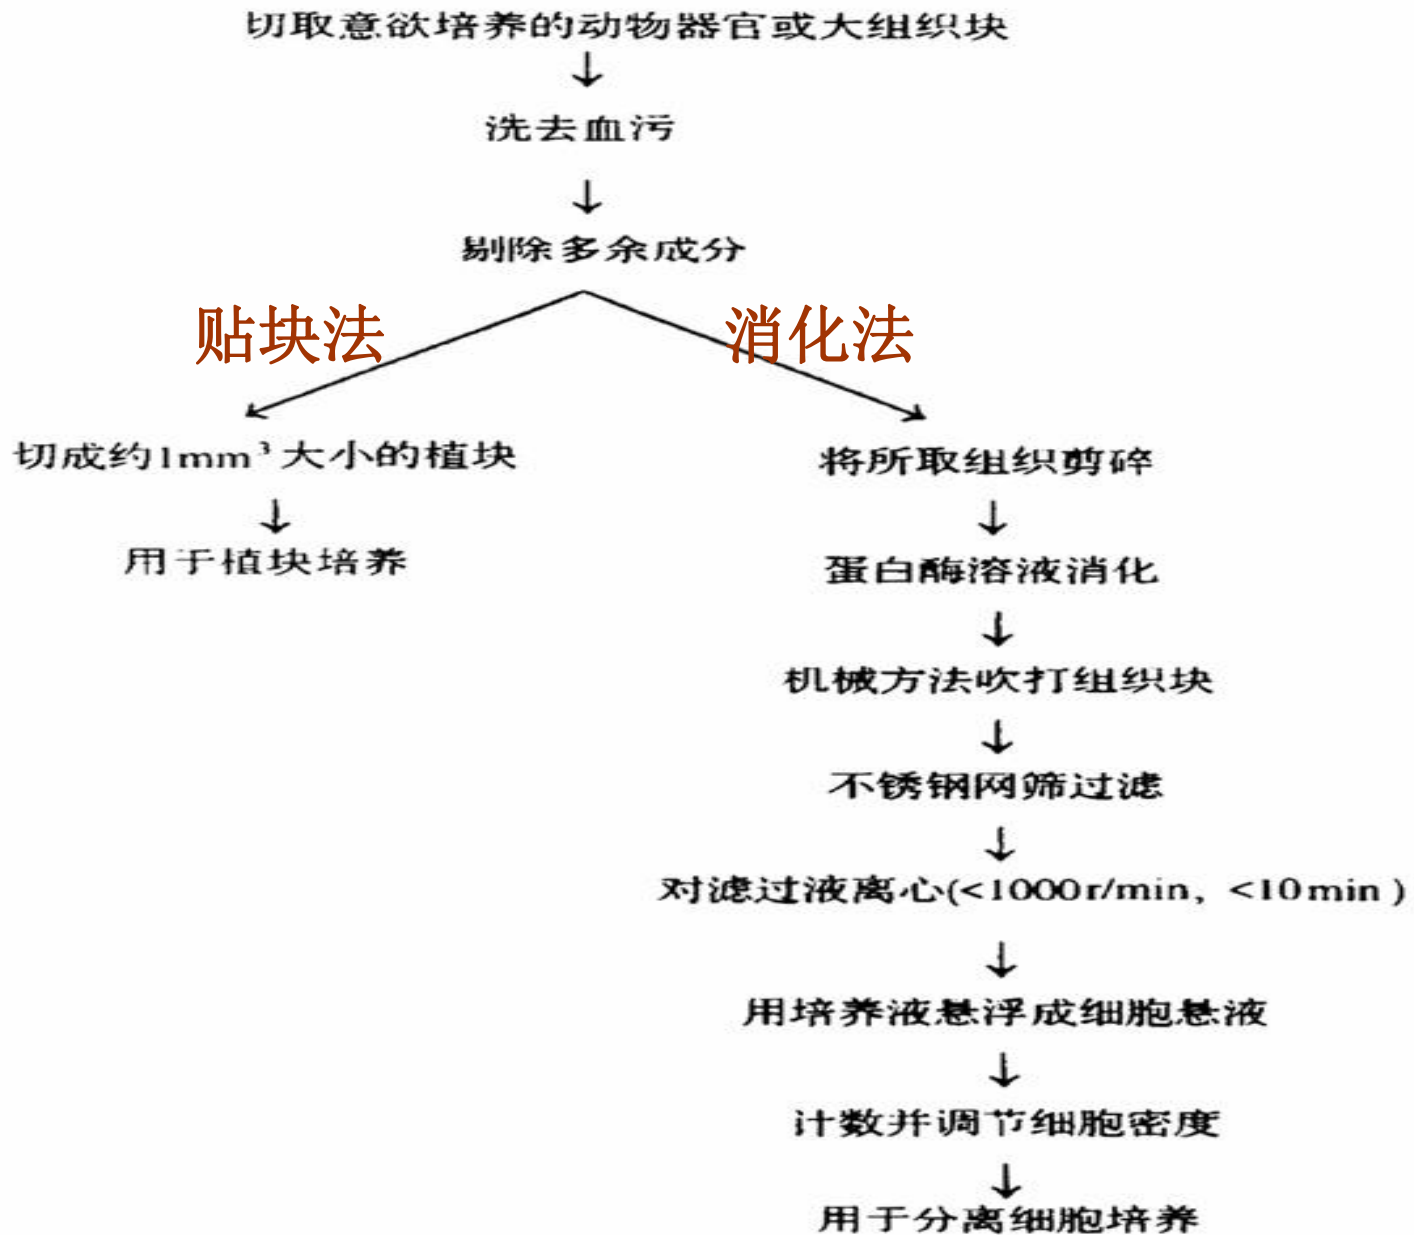 切取意欲培养的动物器官或大组织块
洗去血污
剔除多余成分
贴块法
消化法
切成约1mm³大小的植块
用于植块培养
将所取组织剪碎
蛋白酶溶液消化
机械方法吹打组织块
不锈钢网筛过滤
对滤过液离心(<1000r/min, <10min)
用培养液悬浮成细胞悬液
计数并调节细胞密度
用于分离细胞培养